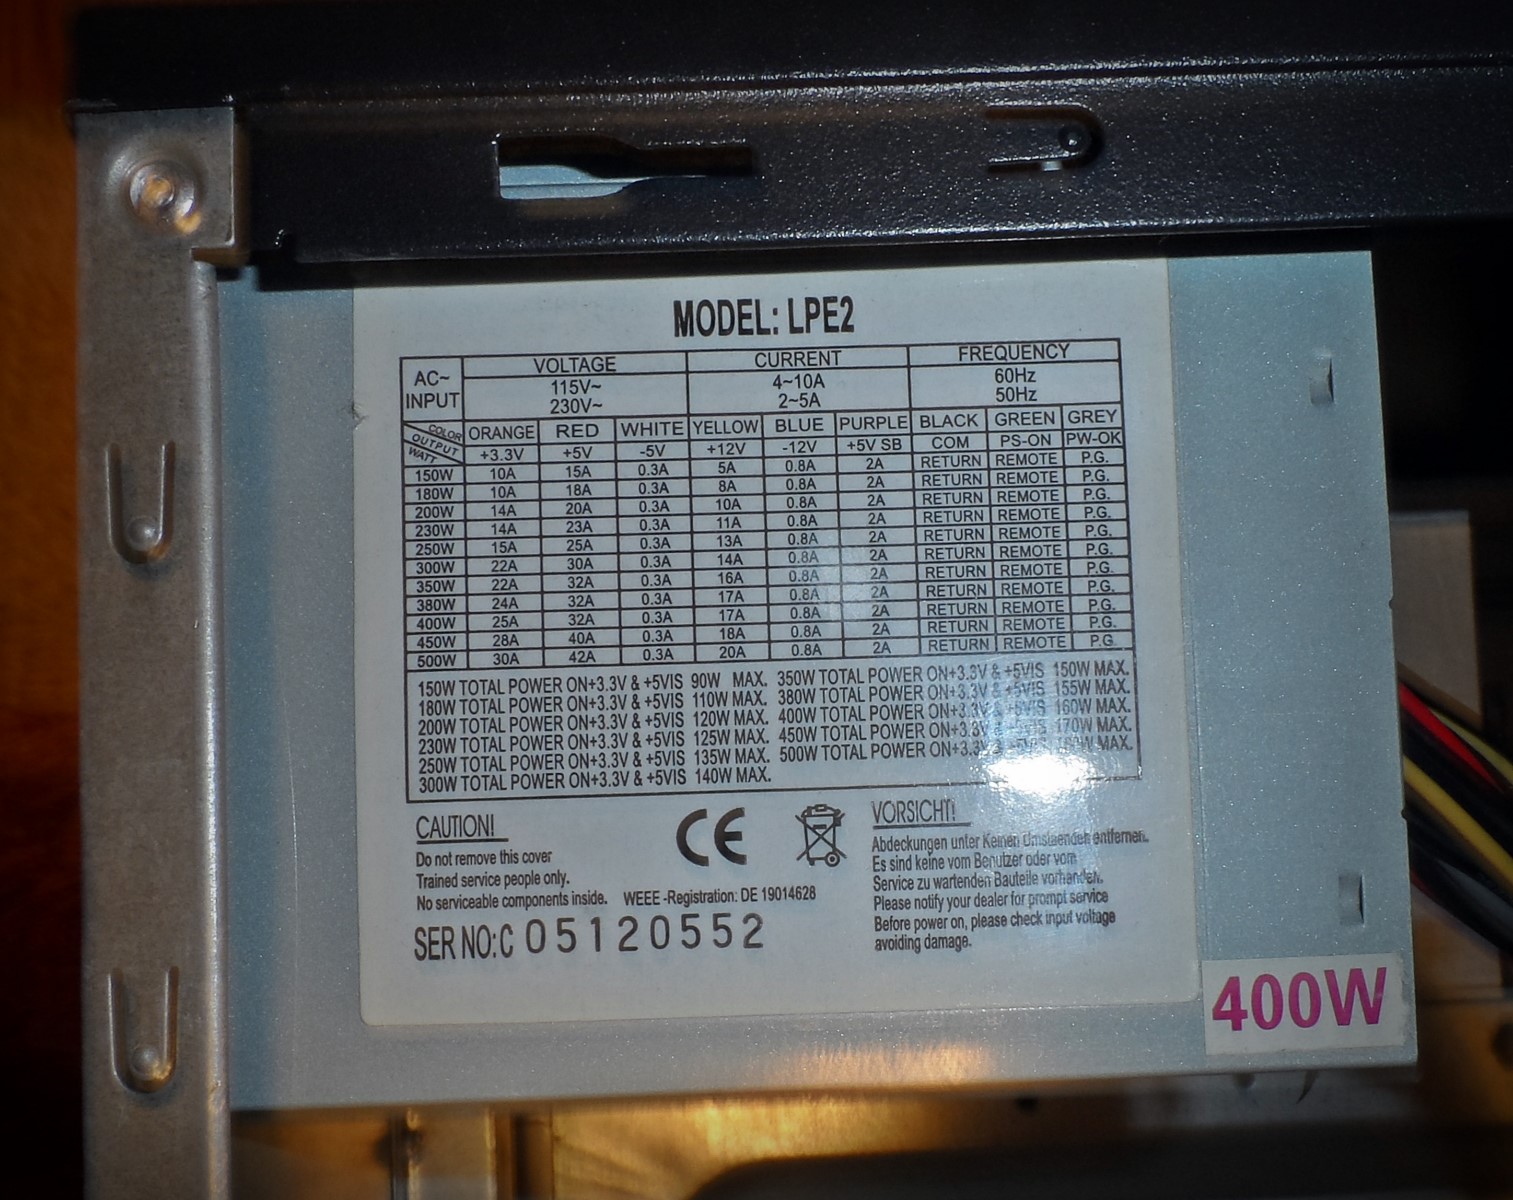 MODEL: LPE2
AC~ INPUT VOLTAGE CURRENT FREQUENCY
115V~ 4~10A 60Hz
230V~ 2~5A 50Hz
COLOR ORANGE RED WHITE YELLOW BLUE PURPLE BLACK GREEN GREY
OUTPUT WATT +3.3V +5V -5V +12V -12V +5V SB COM PS-ON PW-OK
150W 10A 15A 0.3A 5A 0.8A 2A RETURN REMOTE P.G.
180W 10A 18A 0.3A 8A 0.8A 2A RETURN REMOTE P.G.
200W 14A 20A 0.3A 10A 0.8A 2A RETURN REMOTE P.G.
230W 14A 23A 0.3A 11A 0.8A 2A RETURN REMOTE P.G.
250W 15A 25A 0.3A 13A 0.8A 2A RETURN REMOTE P.G.
300W 22A 30A 0.3A 14A 0.8A 2A RETURN REMOTE P.G.
350W 22A 32A 0.3A 16A 0.8A 2A RETURN REMOTE P.G.
380W 24A 32A 0.3A 17A 0.8A 2A RETURN REMOTE P.G.
400W 25A 32A 0.3A 17A 0.8A 2A RETURN REMOTE P.G.
450W 28A 40A 0.3A 18A 0.8A 2A RETURN REMOTE P.G.
500W 30A 42A 0.3A 20A 0.8A 2A RETURN REMOTE P.G.
150W TOTAL POWER ON+3.3V & +5VIS 90W MAX.
180W TOTAL POWER ON+3.3V & +5VIS 110W MAX.
200W TOTAL POWER ON+3.3V & +5VIS 120W MAX.
230W TOTAL POWER ON+3.3V & +5VIS 125W MAX.
250W TOTAL POWER ON+3.3V & +5VIS 135W MAX.
300W TOTAL POWER ON+3.3V & +5VIS 140W MAX.
350W TOTAL POWER ON+3.3V & +5VIS 150W MAX.
380W TOTAL POWER ON+3.3V & +5VIS 155W MAX.
400W TOTAL POWER ON+3.3V & +5VIS 160W MAX.
450W TOTAL POWER ON+3.3V & +5VIS 170W MAX.
500W TOTAL POWER ON+3.3V & MAX.
CAUTION!
Do not remove this cover
Trained service people only.
No serviceable components inside.
CE
WEEE -Registration: DE 19014628
SER NO:C 05120552
VORSICHT!
Abdeckungen unter Keinen Umstaenden entfernen.
Es sind keine vom Benutzer oder vom
Service zu wartenden Bauteile vorhanden.
Please notify your dealer for prompt service
Before power on, please check input voltage
avoiding damage.
400W